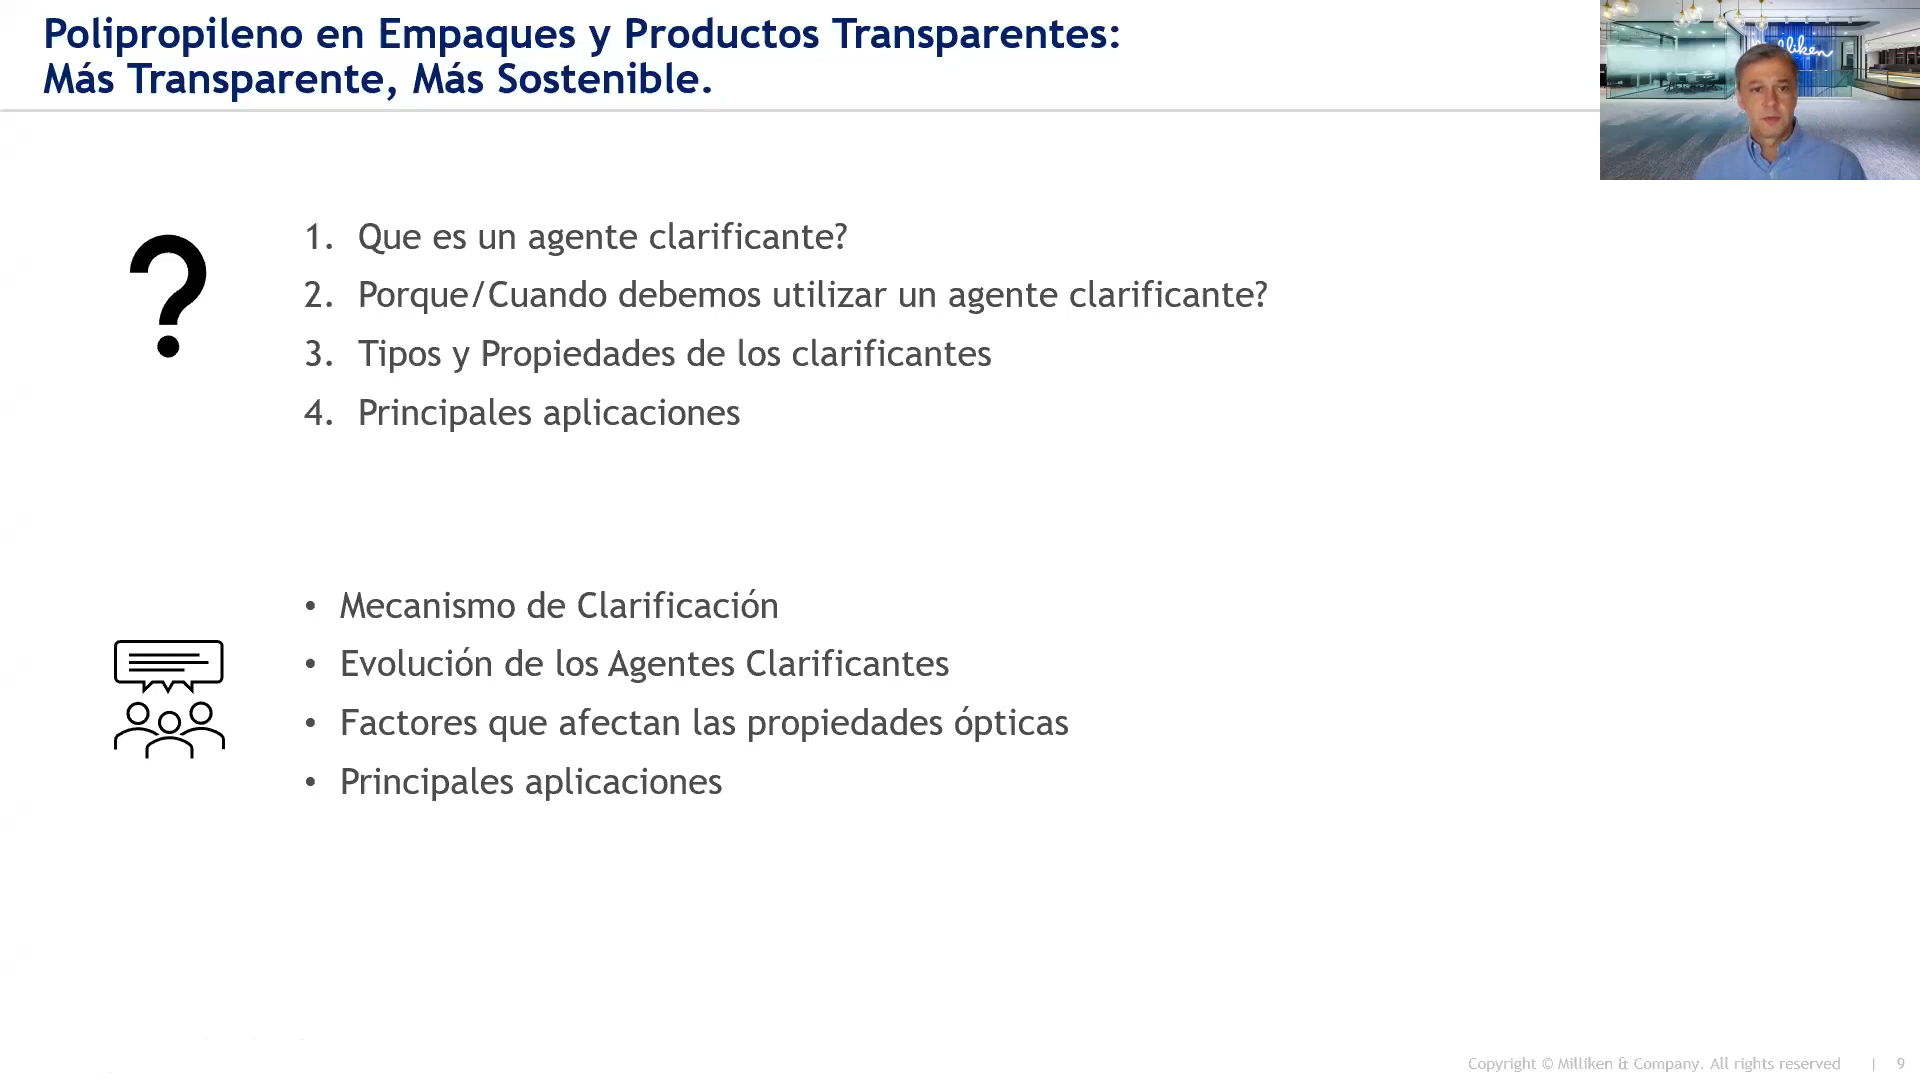 Polipropileno en Empaques y Productos Transparentes:
Más Transparente, Más Sostenible.
Milliken
1. Que es un agente clarificante?
2. Porque/Cuando debemos utilizar un agente clarificante?
3. Tipos y Propiedades de los clarificantes
4. Principales aplicaciones
• Mecanismo de Clarificación
• Evolución de los Agentes Clarificantes
• Factores que afectan las propiedades ópticas
• Principales aplicaciones
Copyright © Milliken & Company. All rights reserved | 9